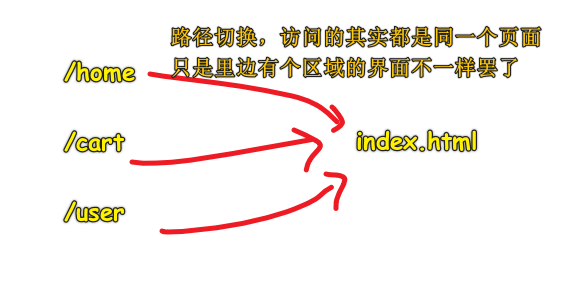 路径切换，访问的其实都是同一个页面
只是里边有个区域的界面不一样罢了
/home
/cart
index.html
/user